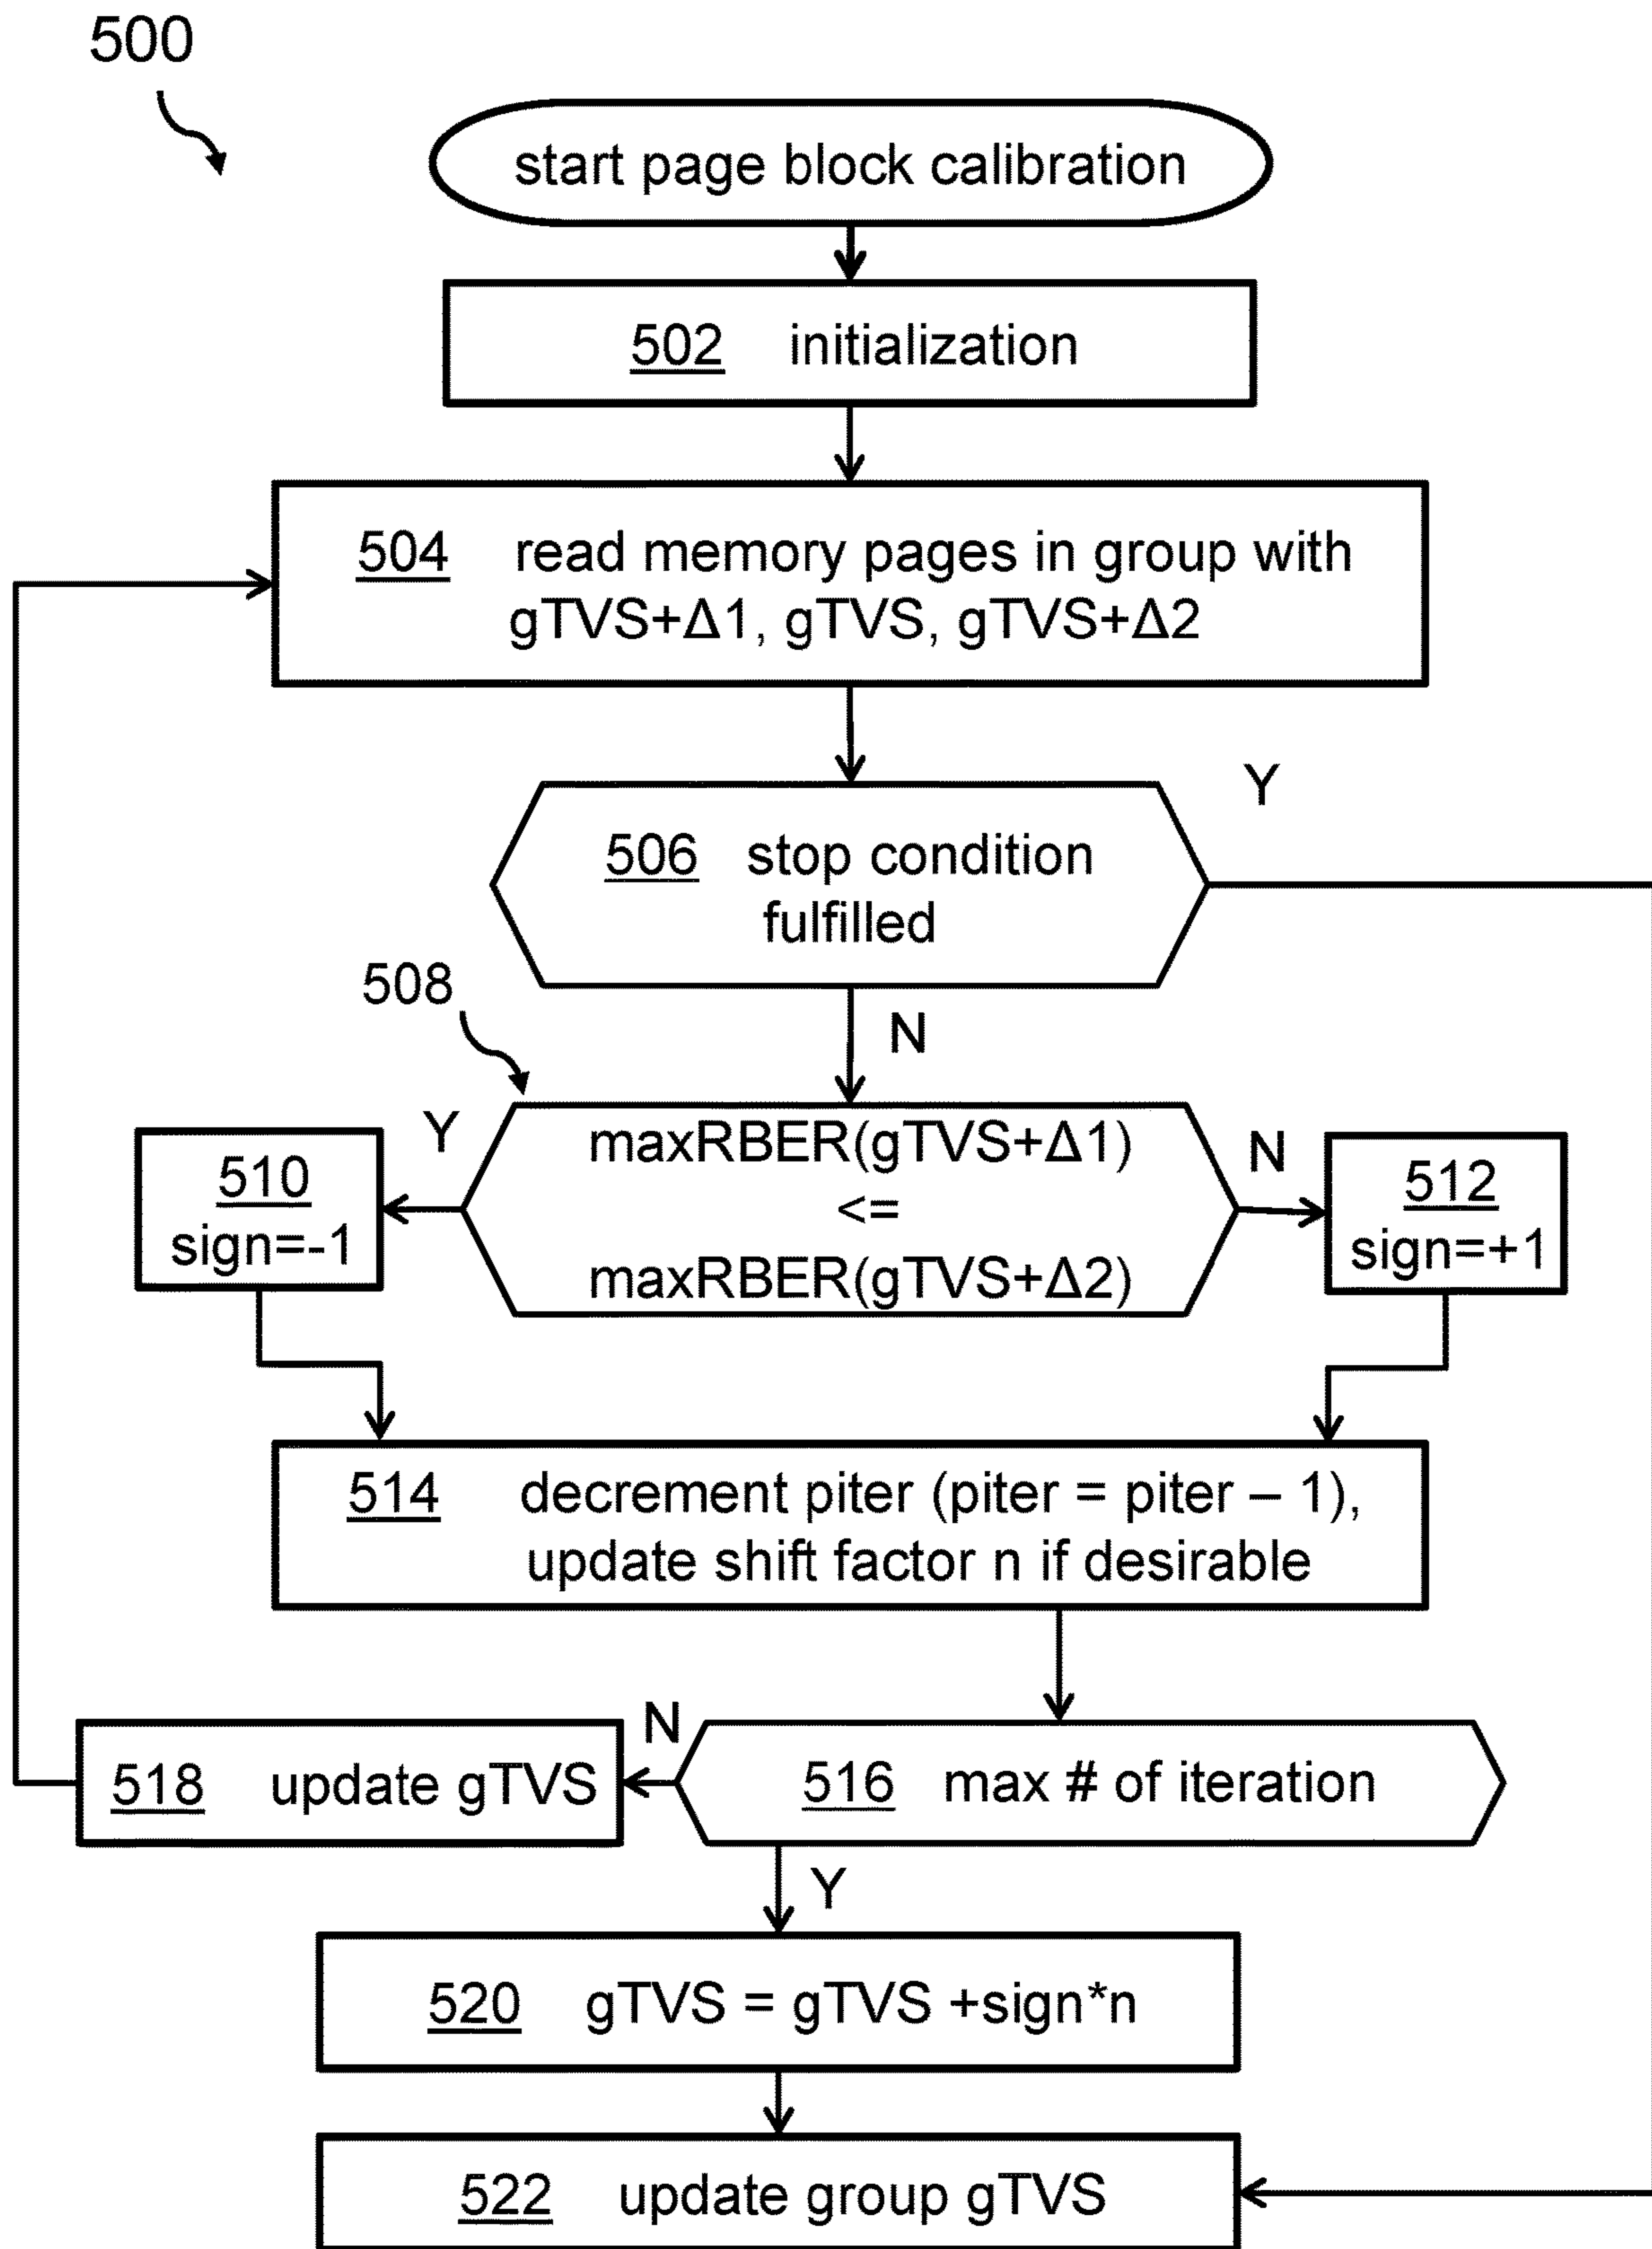 500
start page block calibration
502 initialization
504 read memory pages in group with
gTVS+Δ1, gTVS, gTVS+Δ2
Y
506 stop condition
fulfilled
508
N
Y
maxRBER(gTVS+Δ1)
<=
maxRBER(gTVS+Δ2)
N
510
sign=-1
512
sign=+1
514 decrement piter (piter = piter – 1),
update shift factor n if desirable
N
518 update gTVS
516 max # of iteration
Y
520 gTVS = gTVS +sign*n
522 update group gTVS